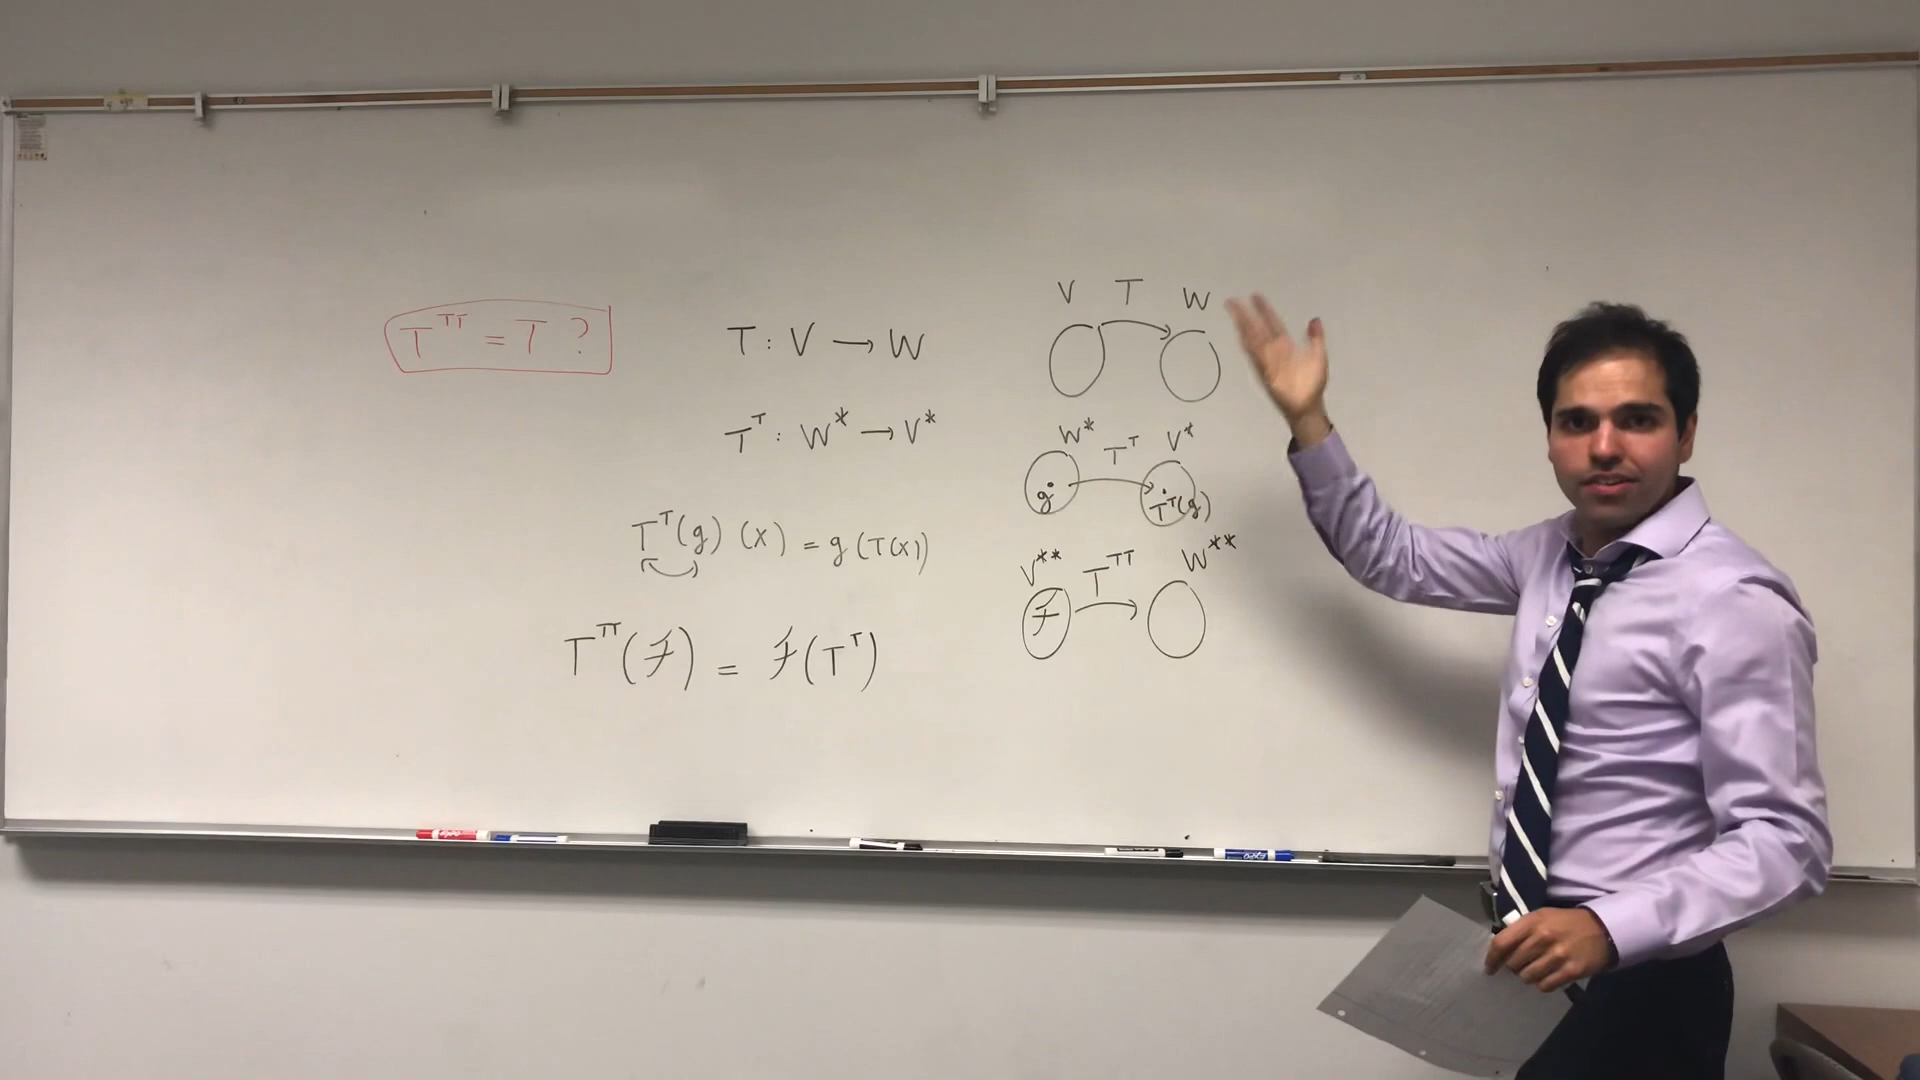 T^TT = T ?
T : V → W
T^T : W* → V*
T^T(g) (x) = g(T(x))
T^TT(𝓕) = 𝓕(T^T)
V T W
W* T^T V*
g T^T(g)
V** T^TT W**
𝓕